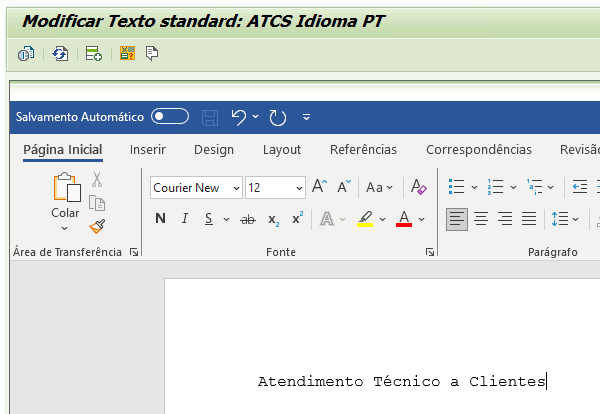 Modificar Texto standard: ATCS Idioma PT
Salvamento Automático
Página Inicial Inserir Design Layout Referências Correspondências Revisão
Colar
Courier New 12 A A Aa A
N I S ab x₂ x² A A
Área de Transferência Fonte Parágrafo
Atendimento Técnico a Clientes